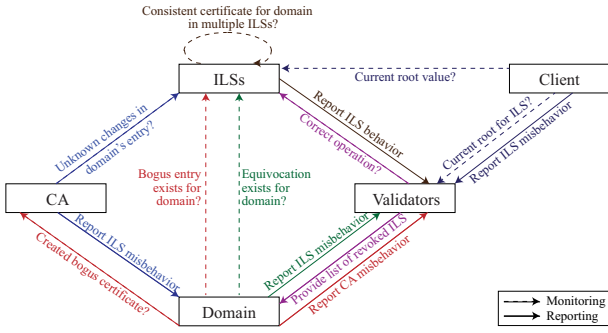 Consistent certificate for domain
in multiple ILSs?
ILSs
Current root value?
Client
Unknown changes in
domain's entry?
Report ILS behavior
Correct operation?
Current root for ILS?
Report ILS misbehavior
Bogus entry
exists for
domain?
Equivocation
exists for
domain?
CA
Validators
Report ILS misbehavior
Created bogus certificate?
Report ILS misbehavior
Provide list of revoked ILS
Report CA misbehavior
Domain
Monitoring
Reporting